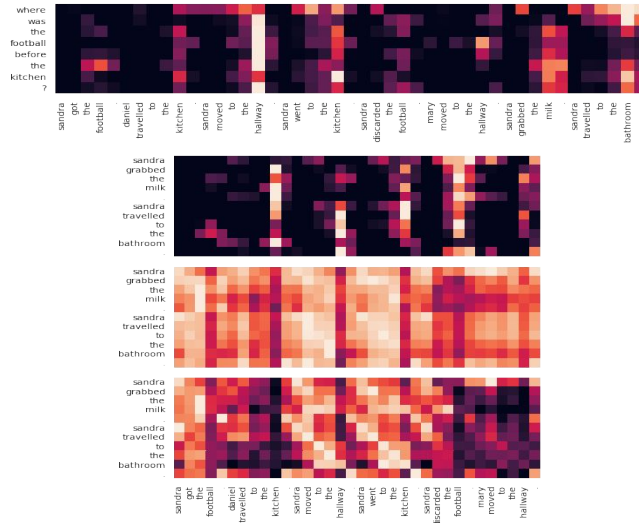 where
was
the
football
before
the
kitchen
?
sandra got the football . daniel travelled to the kitchen . sandra moved to the hallway . sandra went to the kitchen . sandra discarded the football . mary moved to the hallway . sandra grabbed the milk . sandra travelled to the bathroom .
sandra
grabbed
the
milk
.
sandra
travelled
to
the
bathroom
.
sandra
grabbed
the
milk
.
sandra
travelled
to
the
bathroom
.
sandra
grabbed
the
milk
.
sandra
travelled
to
the
bathroom
.
sandra got the football . daniel travelled to the kitchen . sandra moved to the hallway . sandra went to the kitchen . sandra discarded the football . mary moved to the hallway .